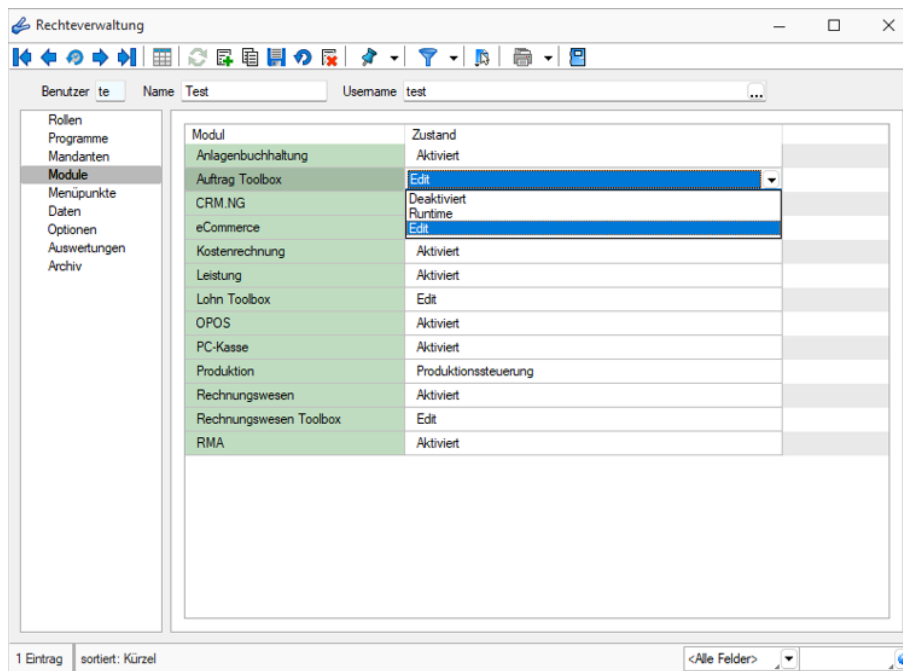 Rechteverwaltung
Benutzer te Name Test Username test ...
Rollen
Programme
Mandanten
Module
Menüpunkte
Daten
Optionen
Auswertungen
Archiv
Modul Zustand
Anlagenbuchhaltung Aktiviert
Auftrag Toolbox Edit
CRM.NG Deaktiviert
Runtime
eCommerce Edit
Kostenrechnung Aktiviert
Leistung Aktiviert
Lohn Toolbox Edit
OPOS Aktiviert
PC-Kasse Aktiviert
Produktion Produktionssteuerung
Rechnungswesen Aktiviert
Rechnungswesen Toolbox Edit
RMA Aktiviert
1 Eintrag sortiert: Kürzel <Alle Felder>